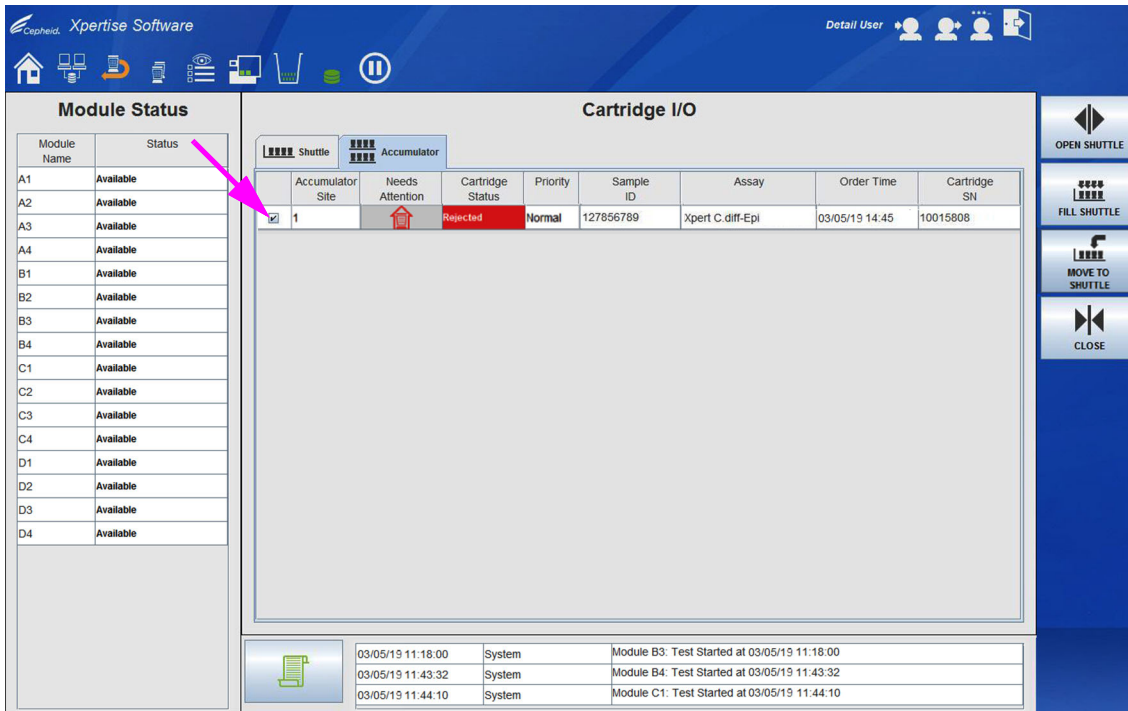 Cepheid. Xpertise Software
Detail User
Module Status
Module Name Status
A1 Available
A2 Available
A3 Available
A4 Available
B1 Available
B2 Available
B3 Available
B4 Available
C1 Available
C2 Available
C3 Available
C4 Available
D1 Available
D2 Available
D3 Available
D4 Available
Cartridge I/O
Shuttle Accumulator
Accumulator Site Needs Attention Cartridge Status Priority Sample ID Assay Order Time Cartridge SN
1 Rejected Normal 127856789 Xpert C.diff-Epi 03/05/19 14:45 10015808
03/05/19 11:18:00 System Module B3: Test Started at 03/05/19 11:18:00
03/05/19 11:43:32 System Module B4: Test Started at 03/05/19 11:43:32
03/05/19 11:44:10 System Module C1: Test Started at 03/05/19 11:44:10
OPEN SHUTTLE
FILL SHUTTLE
MOVE TO
SHUTTLE
CLOSE